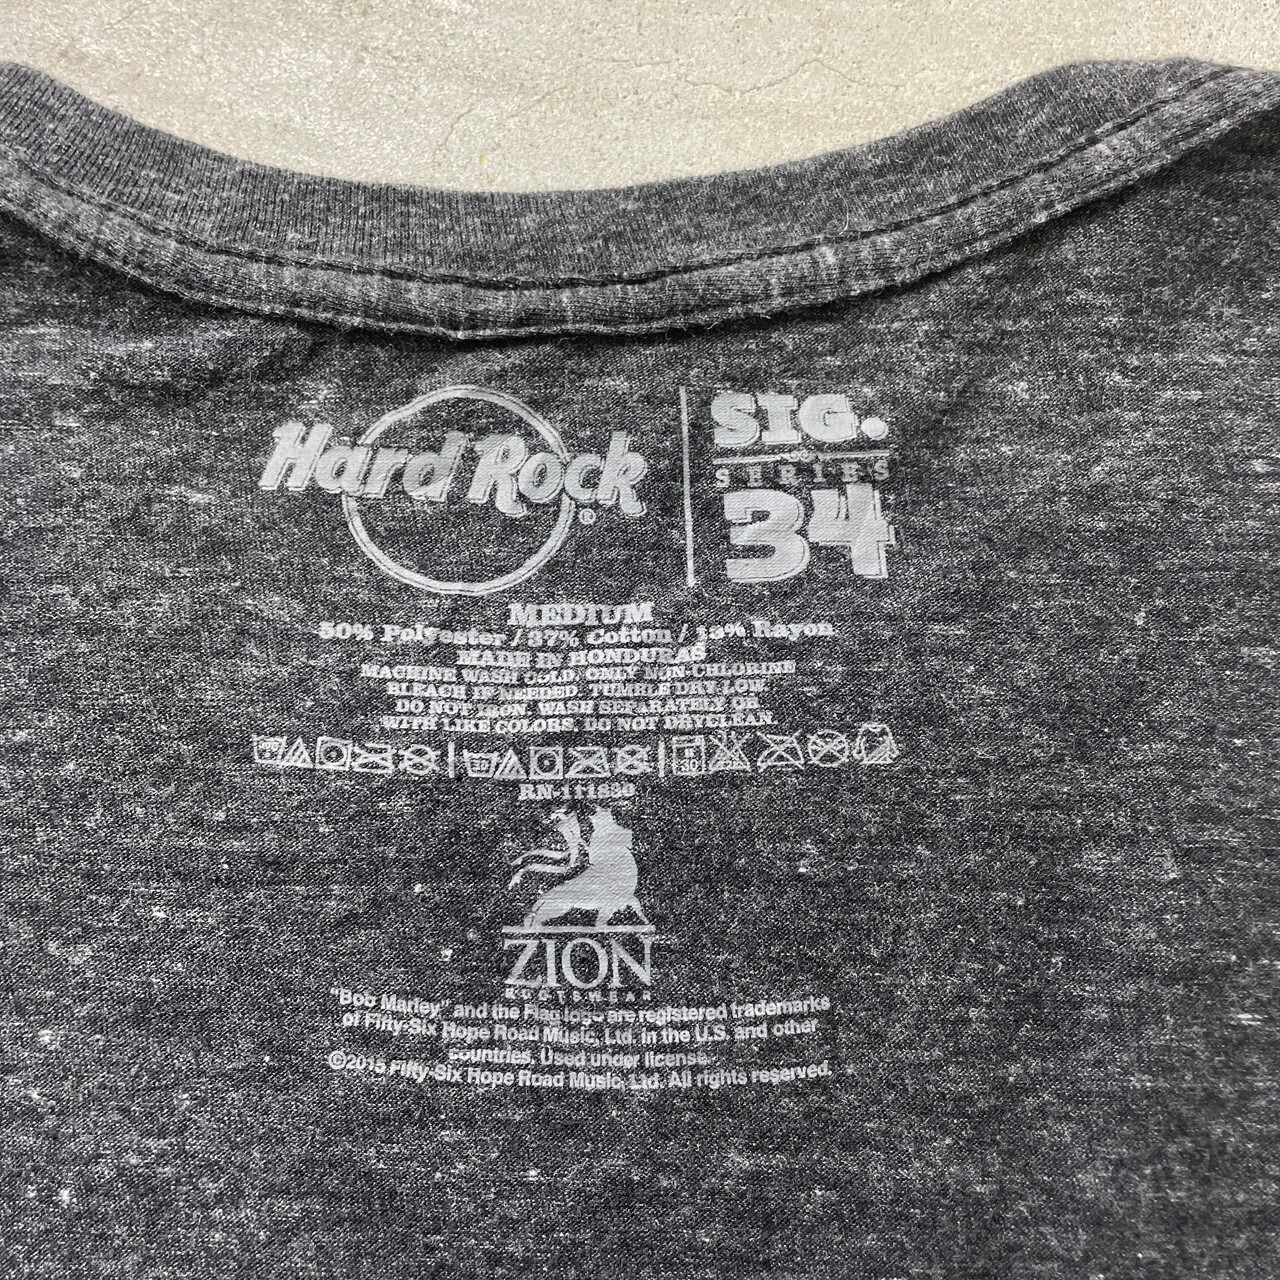 Hard Rock ®
SIG.
SERIES
34
MEDIUM
50% Polyester / 37% Cotton / 13% Rayon
MADE IN HONDURAS
MACHINE WASH COLD. ONLY NON-CHLORINE
BLEACH IF NEEDED. TUMBLE DRY LOW.
DO NOT IRON. WASH SEPARATELY OR
WITH LIKE COLORS. DO NOT DRYCLEAN.
ZION
ROOTSWEAR
"Bob Marley" and the Flag logo are registered trademarks
of Fifty-Six Hope Road Music, Ltd. in the U.S. and other
countries. Used under license.
©2015 Fifty-Six Hope Road Music, Ltd. All rights reserved.